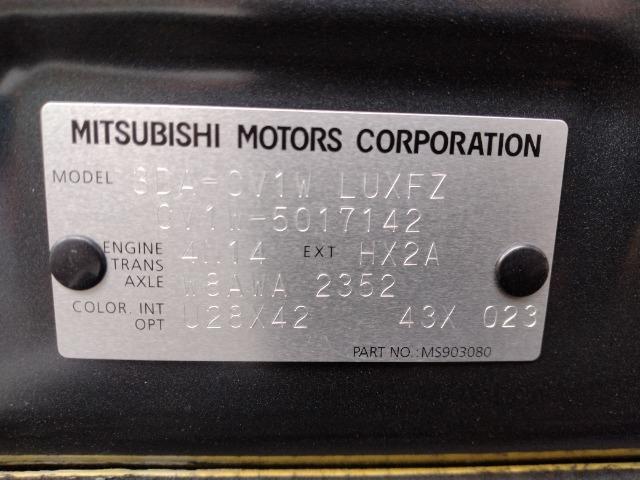 MITSUBISHI MOTORS CORPORATION
MODEL 3DA-CV1W LUXFZ
CV1W-5017142
ENGINE 4N14 EXT HX2A
TRANS
AXLE W8AWA 2352
COLOR. INT
OPT U28X42 43X 023
PART NO.:MS903080